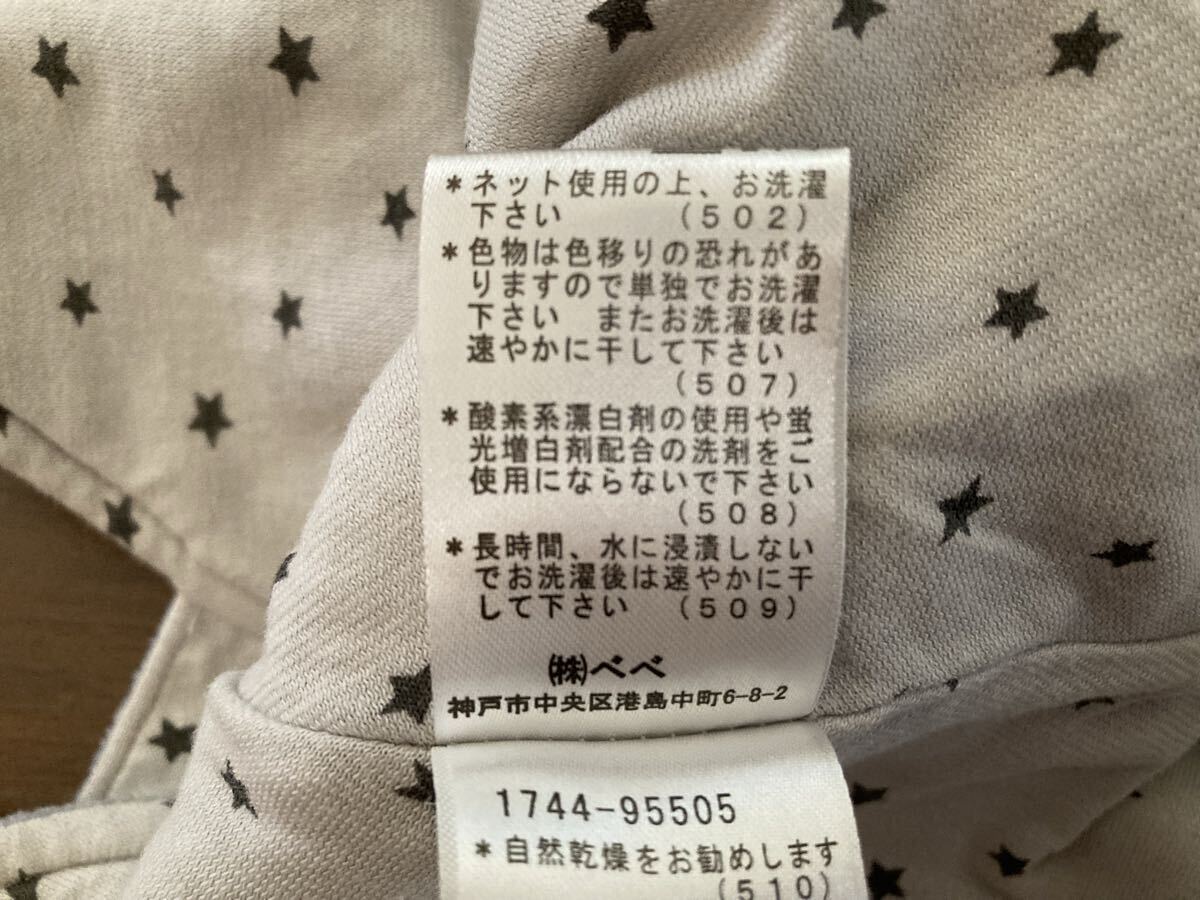 *ネット使用の上、お洗濯
下さい (502)
*色物は色移りの恐れがあ
りますので単独でお洗濯
下さい またお洗濯後は
速やかに干して下さい
(507)
*酸素系漂白剤の使用や蛍
光増白剤配合の洗剤をご
使用にならないで下さい
(508)
*長時間、水に浸漬しない
でお洗濯後は速やかに干
して下さい (509)
㈱べべ
神戸市中央区港島中町6-8-2
1744-95505
*自然乾燥をお勧めします
(510)